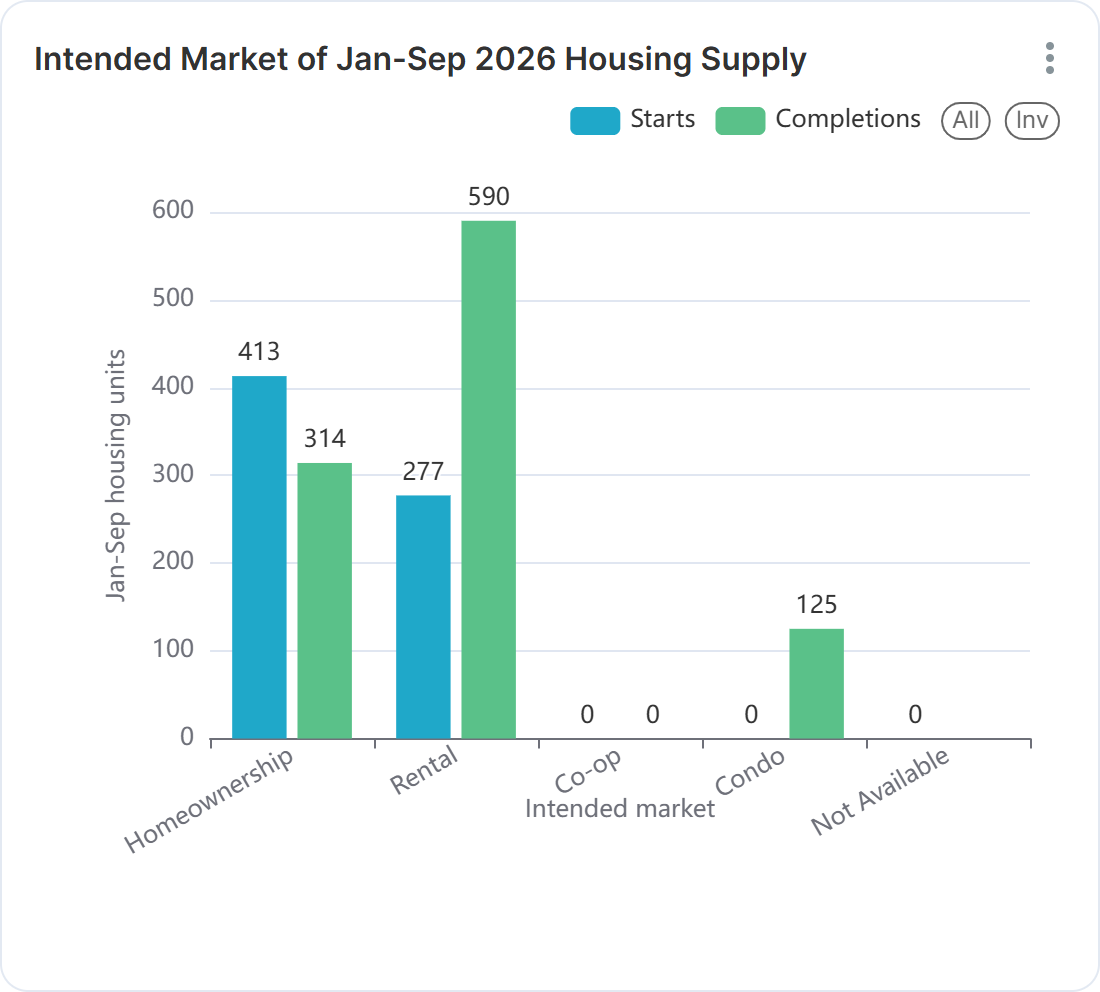 Intended Market of Jan-Sep 2026 Housing Supply
Starts Completions All Inv
600
500
400
300
200
100
0
Jan-Sep housing units
413
314
277
590
0
0
0
125
0
Homeownership
Rental
Co-op
Condo
Not Available
Intended market